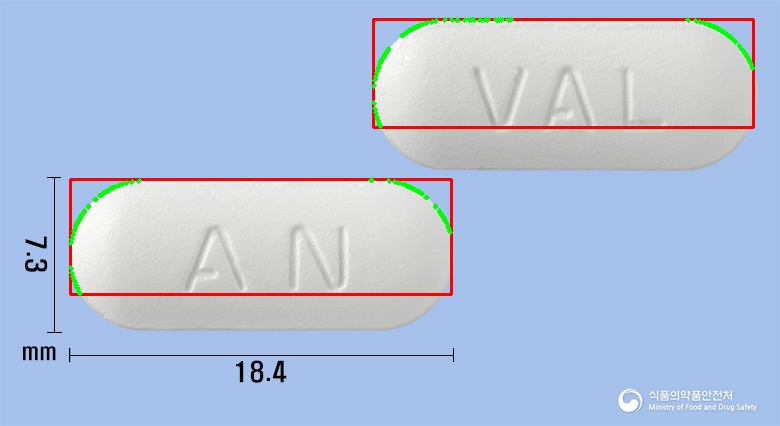 VAL
AN
7.3
mm
18.4
식품의약품안전처
Ministry of Food and Drug Safety